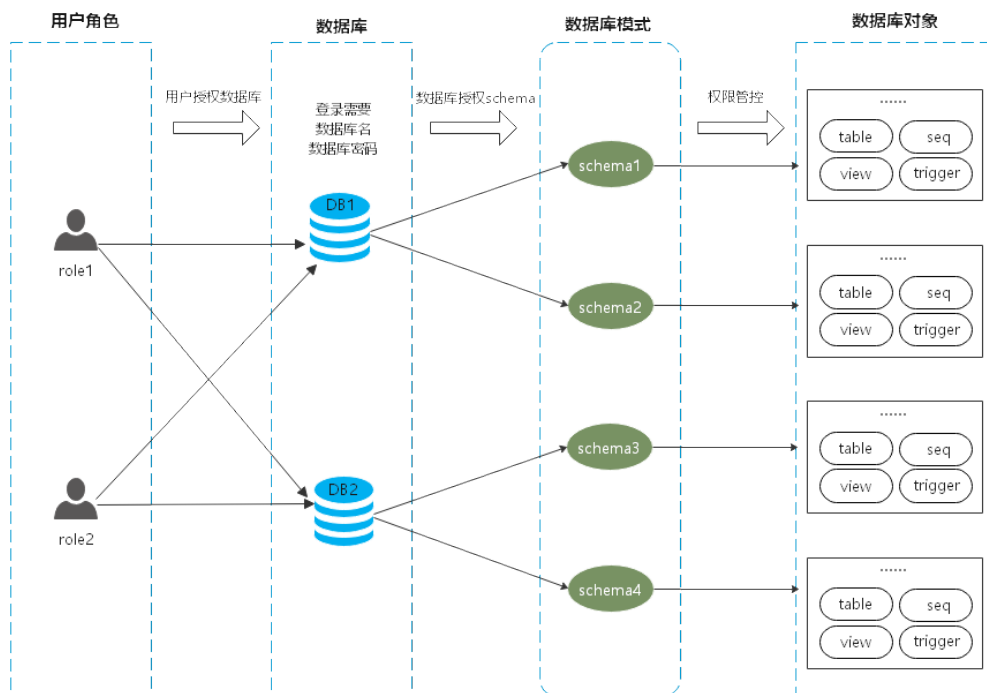 用户角色
数据库
数据库模式
数据库对象
用户授权数据库
登录需要
数据库名
数据库密码
数据库授权schema
权限管控
role1
role2
DB1
DB2
schema1
schema2
schema3
schema4
......
table
seq
view
trigger
......
table
seq
view
trigger
......
table
seq
view
trigger
......
table
seq
view
trigger